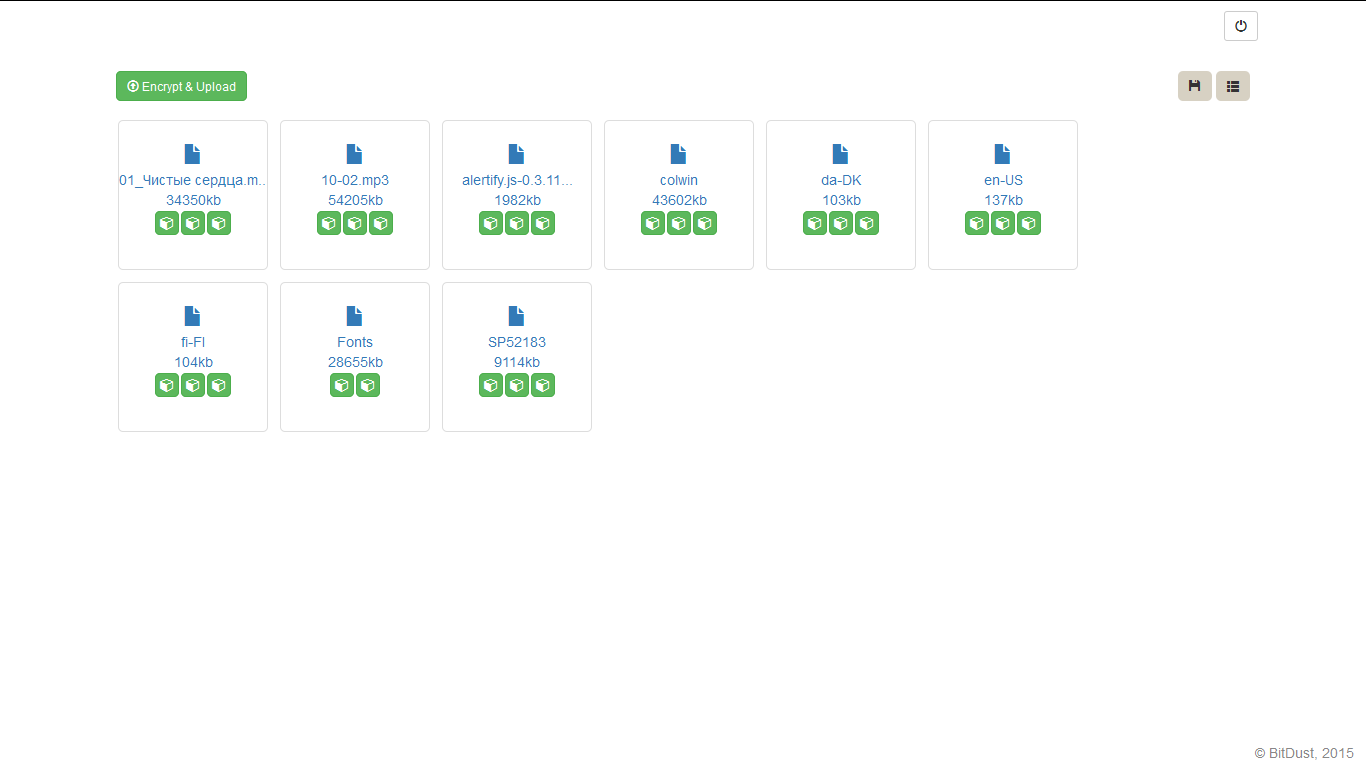 Encrypt & Upload
01_Чистые сердца.m...
34350kb
10-02.mp3
54205kb
alertify.js-0.3.11...
1982kb
colwin
43602kb
da-DK
103kb
en-US
137kb
fi-FI
104kb
Fonts
28655kb
SP52183
9114kb
© BitDust, 2015